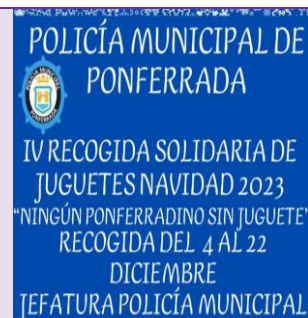 POLICÍA MUNICIPAL DE
PONFERRADA
IV RECOGIDA SOLIDARIA DE
JUGUETES NAVIDAD 2023
"NINGÚN PONFERRADINO SIN JUGUETE"
RECOGIDA DEL 4 AL 22
DICIEMBRE
JEFATURA POLICÍA MUNICIPAL